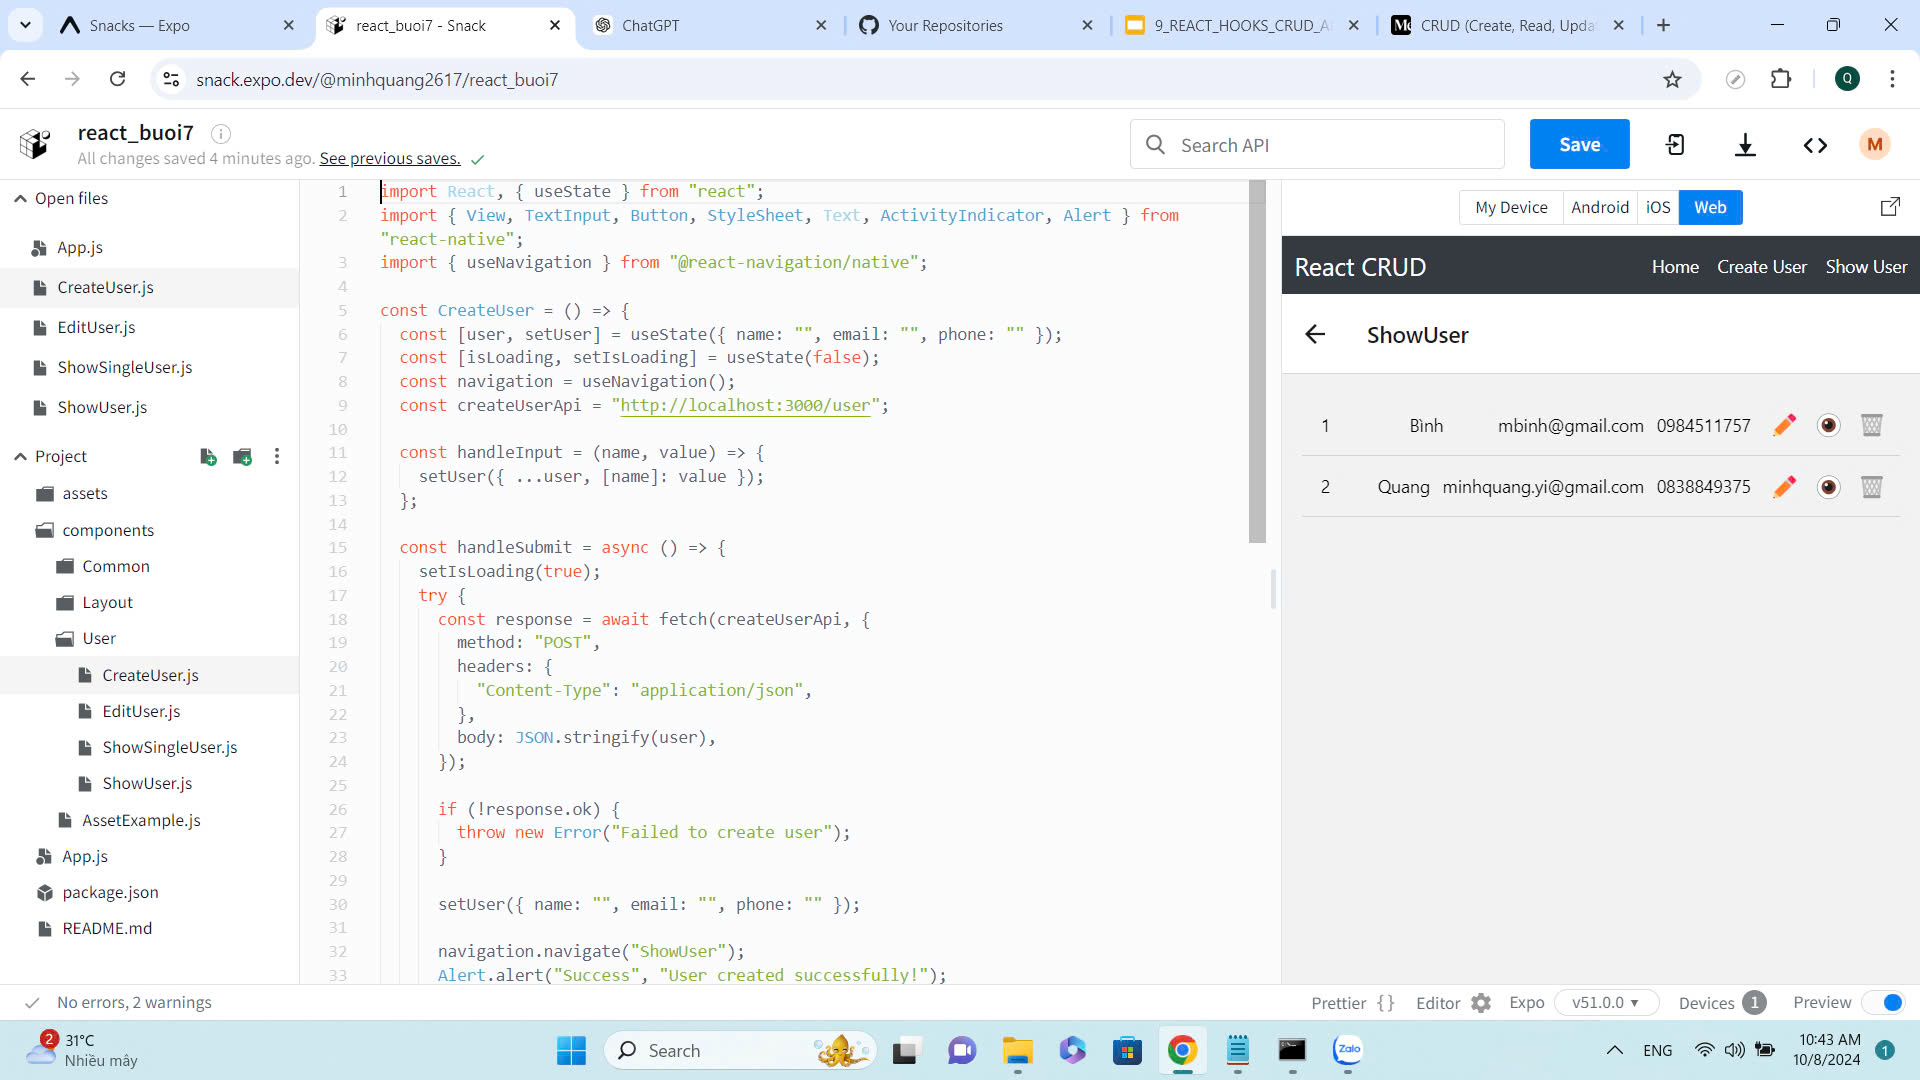 Snacks — Expo
react_buoi7 - Snack
ChatGPT
Your Repositories
9_REACT_HOOKS_CRUD_A
CRUD (Create, Read, Upda
snack.expo.dev/@minhquang2617/react_buoi7
Q
react_buoi7
All changes saved 4 minutes ago. See previous saves.
Search API
Save
M
Open files
App.js
CreateUser.js
EditUser.js
ShowSingleUser.js
ShowUser.js
Project
assets
components
Common
Layout
User
CreateUser.js
EditUser.js
ShowSingleUser.js
ShowUser.js
AssetExample.js
App.js
package.json
README.md
1 import React, { useState } from "react";
2 import { View, TextInput, Button, StyleSheet, Text, ActivityIndicator, Alert } from
"react-native";
3 import { useNavigation } from "@react-navigation/native";
4
5 const CreateUser = () => {
6 const [user, setUser] = useState({ name: "", email: "", phone: "" });
7 const [isLoading, setIsLoading] = useState(false);
8 const navigation = useNavigation();
9 const createUserApi = "http://localhost:3000/user";
10
11 const handleInput = (name, value) => {
12 setUser({ ...user, [name]: value });
13 };
14
15 const handleSubmit = async () => {
16 setIsLoading(true);
17 try {
18 const response = await fetch(createUserApi, {
19 method: "POST",
20 headers: {
21 "Content-Type": "application/json",
22 },
23 body: JSON.stringify(user),
24 });
25
26 if (!response.ok) {
27 throw new Error("Failed to create user");
28 }
29
30 setUser({ name: "", email: "", phone: "" });
31
32 navigation.navigate("ShowUser");
33 Alert.alert("Success", "User created successfully!");
My Device
Android
iOS
Web
React CRUD
Home
Create User
Show User
ShowUser
1 Bình mbinh@gmail.com 0984511757
2 Quang minhquang.yi@gmail.com 0838849375
No errors, 2 warnings
Prettier { }
Editor
Expo
v51.0.0
Devices 1
Preview
2
31°C
Nhiều mây
Search
Zalo
ENG
10:43 AM
10/8/2024
1